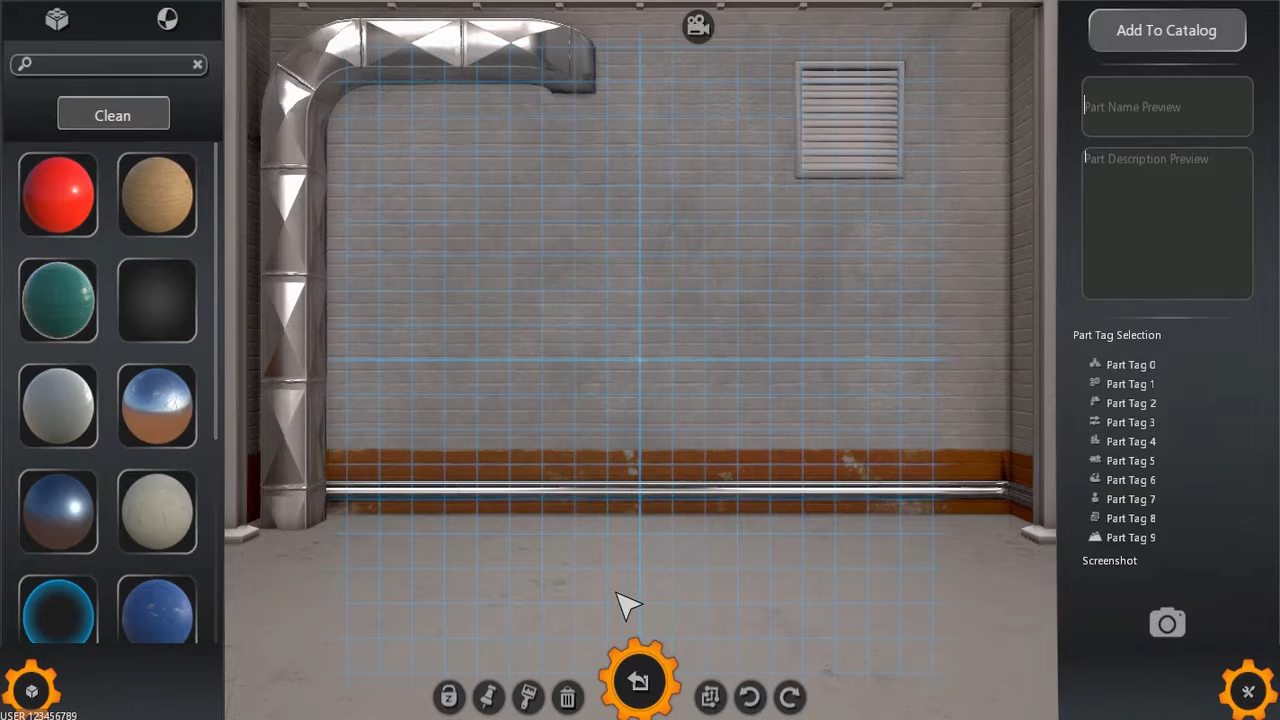 Clean
Add To Catalog
Part Name Preview
Part Description Preview
Part Tag Selection
Part Tag 0
Part Tag 1
Part Tag 2
Part Tag 3
Part Tag 4
Part Tag 5
Part Tag 6
Part Tag 7
Part Tag 8
Part Tag 9
Screenshot
USER 123456789